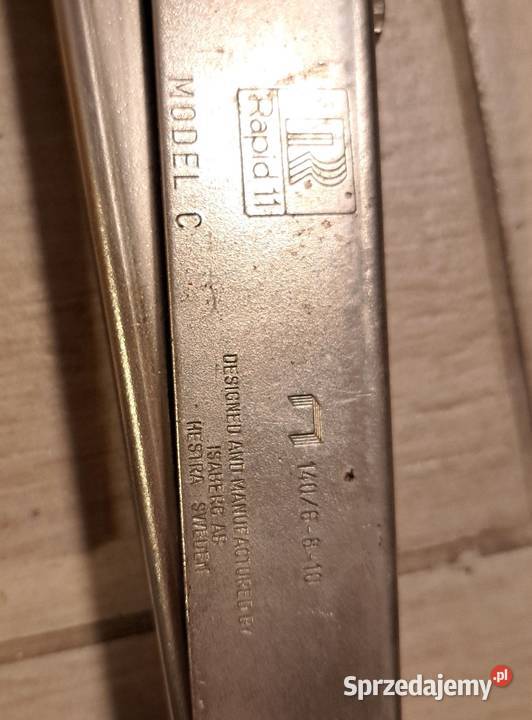 R
Rapid 11
MODEL C
140/6-8-10
DESIGNED AND MANUFACTURED BY
ISABERG AB
HESTRA SWEDEN
Sprzedajemy.pl